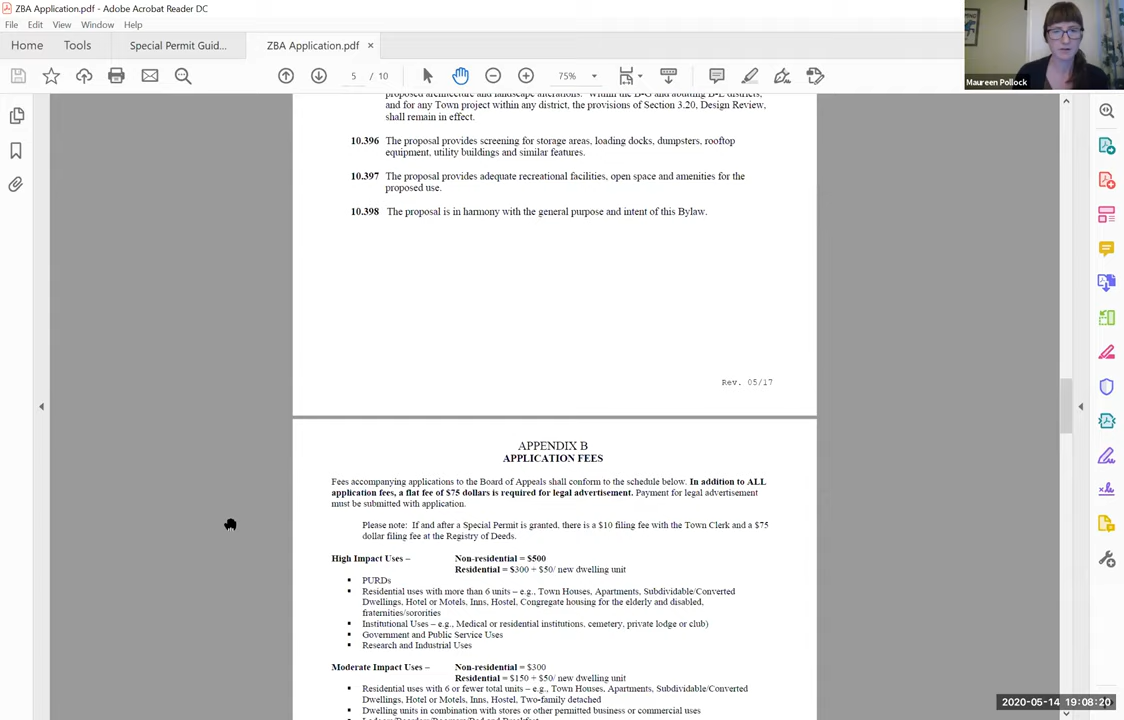 ZBA Application.pdf - Adobe Acrobat Reader DC
File Edit View Window Help
Home Tools Special Permit Guid... ZBA Application.pdf ×
5 / 10 75%
Maureen Pollock
proposed architecture and landscape alterations. Within the B-G and abutting B-L districts,
and for any Town project within any district, the provisions of Section 3.20, Design Review,
shall remain in effect.
10.396 The proposal provides screening for storage areas, loading docks, dumpsters, rooftop
equipment, utility buildings and similar features.
10.397 The proposal provides adequate recreational facilities, open space and amenities for the
proposed use.
10.398 The proposal is in harmony with the general purpose and intent of this Bylaw.
Rev. 05/17
APPENDIX B
APPLICATION FEES
Fees accompanying applications to the Board of Appeals shall conform to the schedule below. In addition to ALL
application fees, a flat fee of $75 dollars is required for legal advertisement. Payment for legal advertisement
must be submitted with application.
Please note: If and after a Special Permit is granted, there is a $10 filing fee with the Town Clerk and a $75
dollar filing fee at the Registry of Deeds.
High Impact Uses – Non-residential = $500
Residential = $300 + $50/ new dwelling unit
▪ PURDs
▪ Residential uses with more than 6 units – e.g., Town Houses, Apartments, Subdividable/Converted
Dwellings, Hotel or Motels, Inns, Hostel, Congregate housing for the elderly and disabled,
fraternities/sororities
▪ Institutional Uses – e.g., Medical or residential institutions, cemetery, private lodge or club)
▪ Government and Public Service Uses
▪ Research and Industrial Uses
Moderate Impact Uses – Non-residential = $300
Residential = $150 + $50/ new dwelling unit
▪ Residential uses with 6 or fewer total units – e.g., Town Houses, Apartments, Subdividable/Converted
Dwellings, Hotel or Motels, Inns, Hostel, Two-family detached
▪ Dwelling units in combination with stores or other permitted business or commercial uses
2020-05-14 19:08:20